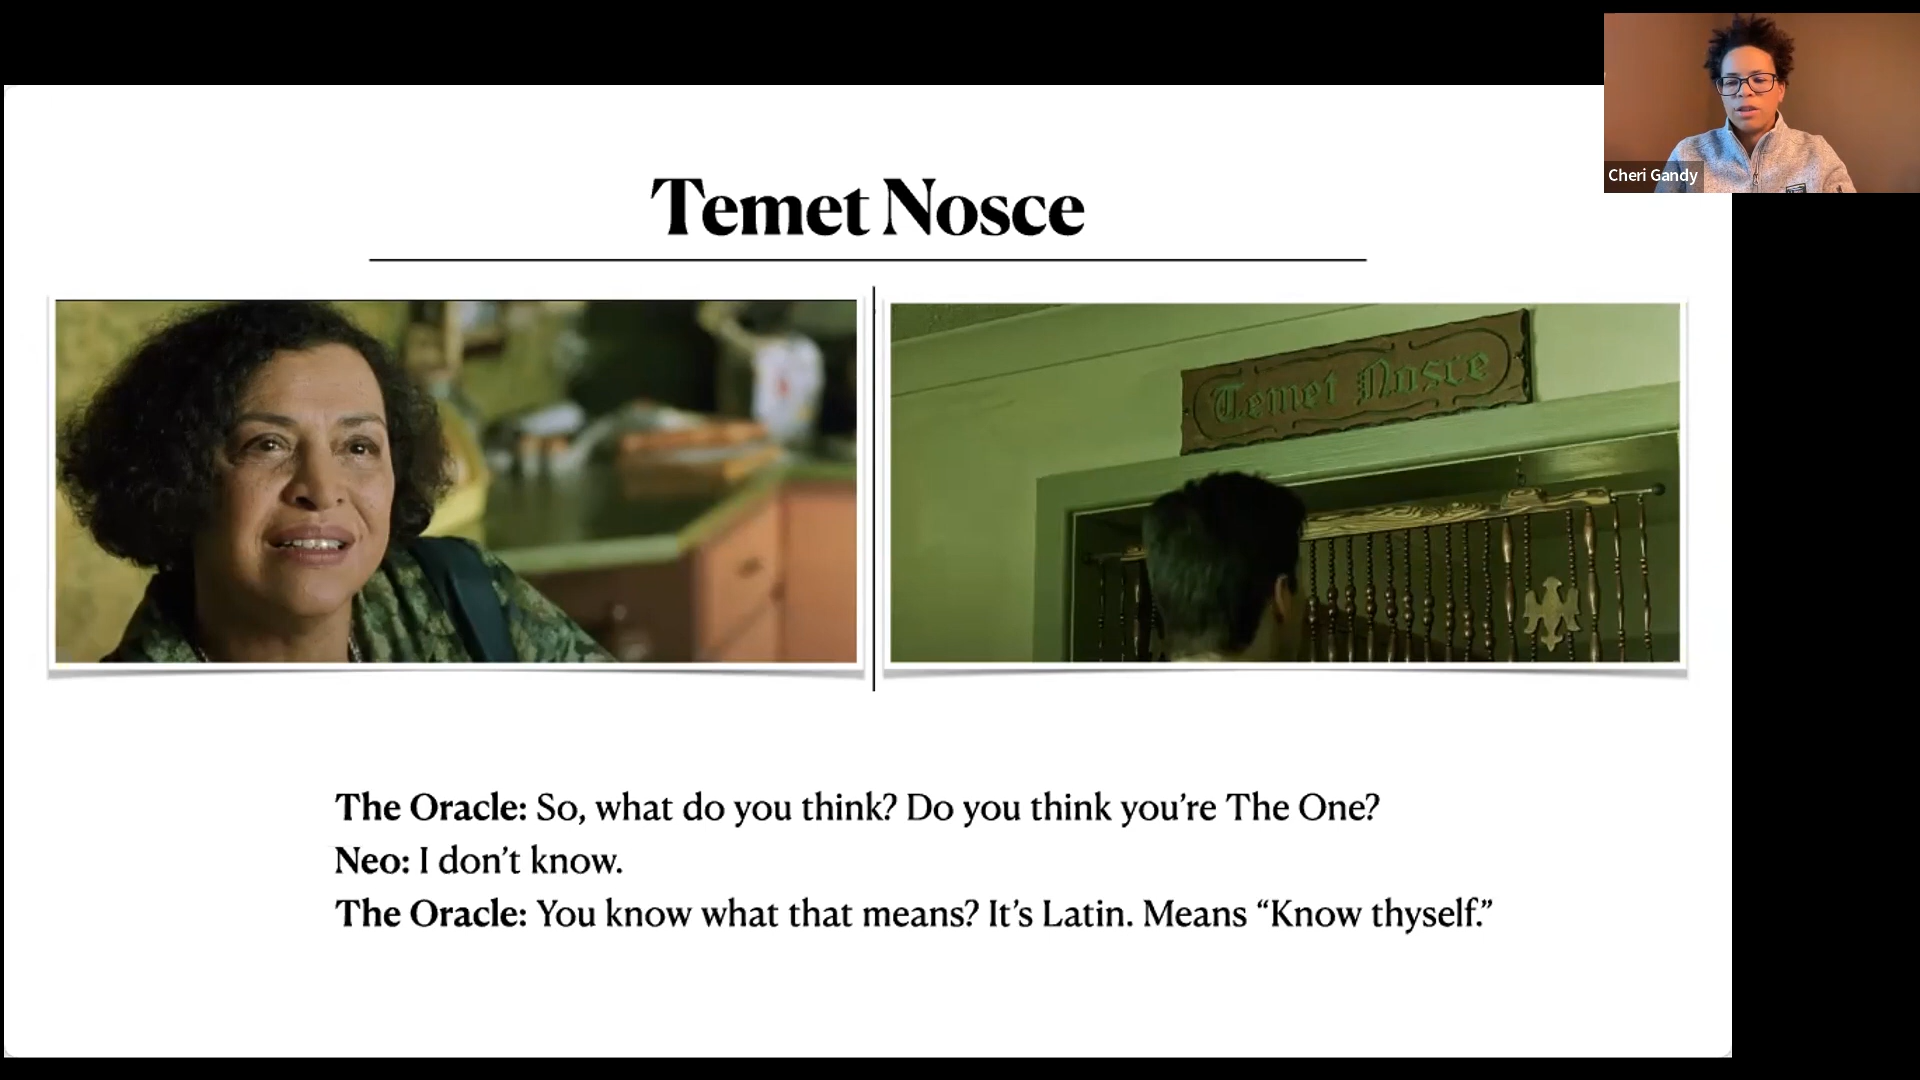 Cheri Gandy
Temet Nosce
Temet Nosce
The Oracle: So, what do you think? Do you think you’re The One?
Neo: I don’t know.
The Oracle: You know what that means? It’s Latin. Means “Know thyself.”